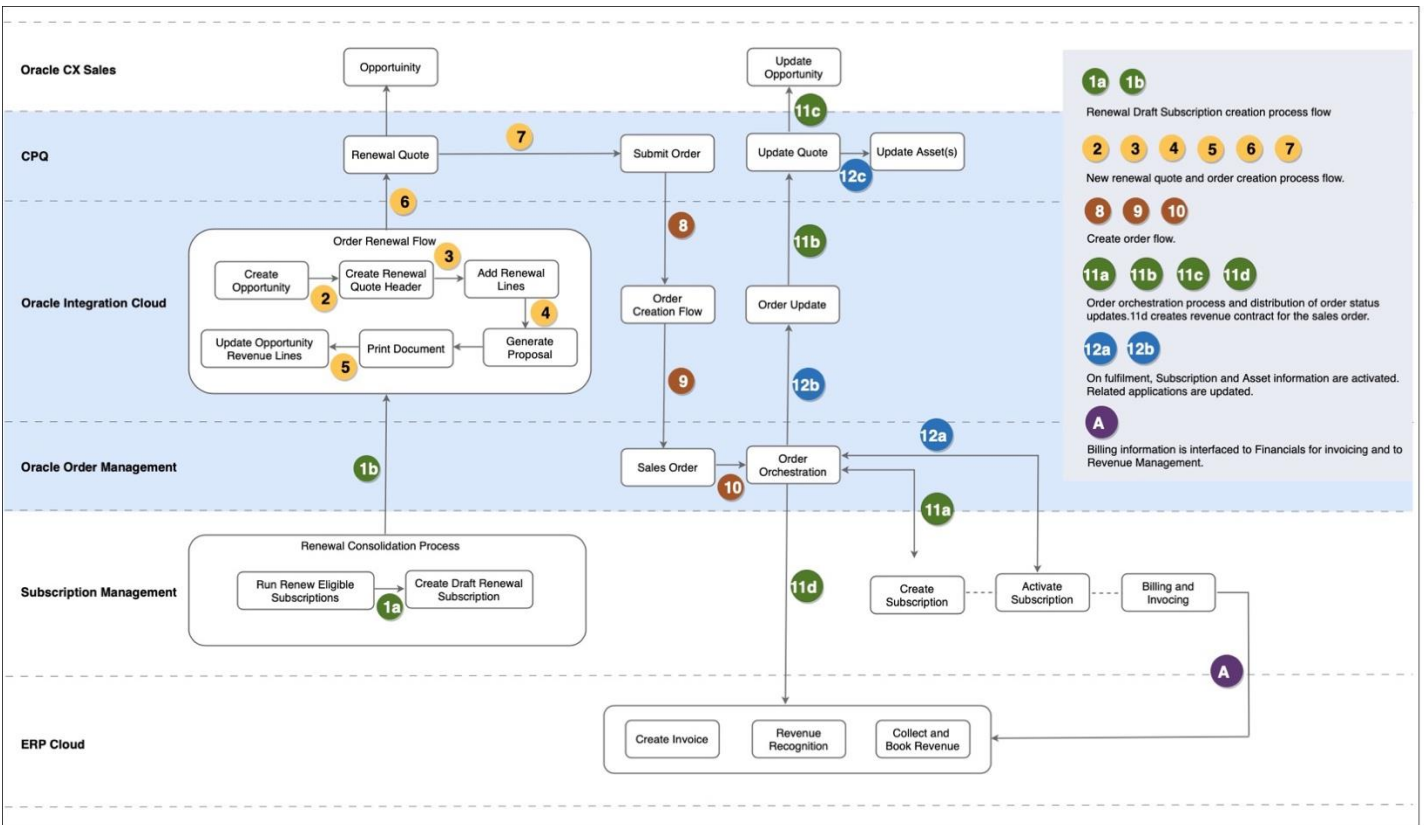 Oracle CX Sales
Opportuinity
Update
Opportunity
11c
CPQ
Renewal Quote
7
Submit Order
Update Quote
12c
Update Asset(s)
6
8
11b
Oracle Integration Cloud
Order Renewal Flow
Create
Opportunity
2
Create Renewal
Quote Header
3
Add Renewal
Lines
4
Generate
Proposal
Print Document
5
Update Opportunity
Revenue Lines
Order
Creation Flow
Order Update
9
12b
Oracle Order Management
1b
Sales Order
10
Order
Orchestration
12a
11a
Subscription Management
Renewal Consolidation Process
Run Renew Eligible
Subscriptions
1a
Create Draft Renewal
Subscription
11d
Create
Subscription
Activate
Subscription
Billing and
Invocing
A
ERP Cloud
Create Invoice
Revenue
Recognition
Collect and
Book Revenue
1a 1b
Renewal Draft Subscription creation process flow
2 3 4 5 6 7
New renewal quote and order creation process flow.
8 9 10
Create order flow.
11a 11b 11c 11d
Order orchestration process and distribution of order status
updates.11d creates revenue contract for the sales order.
12a 12b
On fulfilment, Subscription and Asset information are activated.
Related applications are updated.
A
Billing information is interfaced to Financials for invoicing and to
Revenue Management.